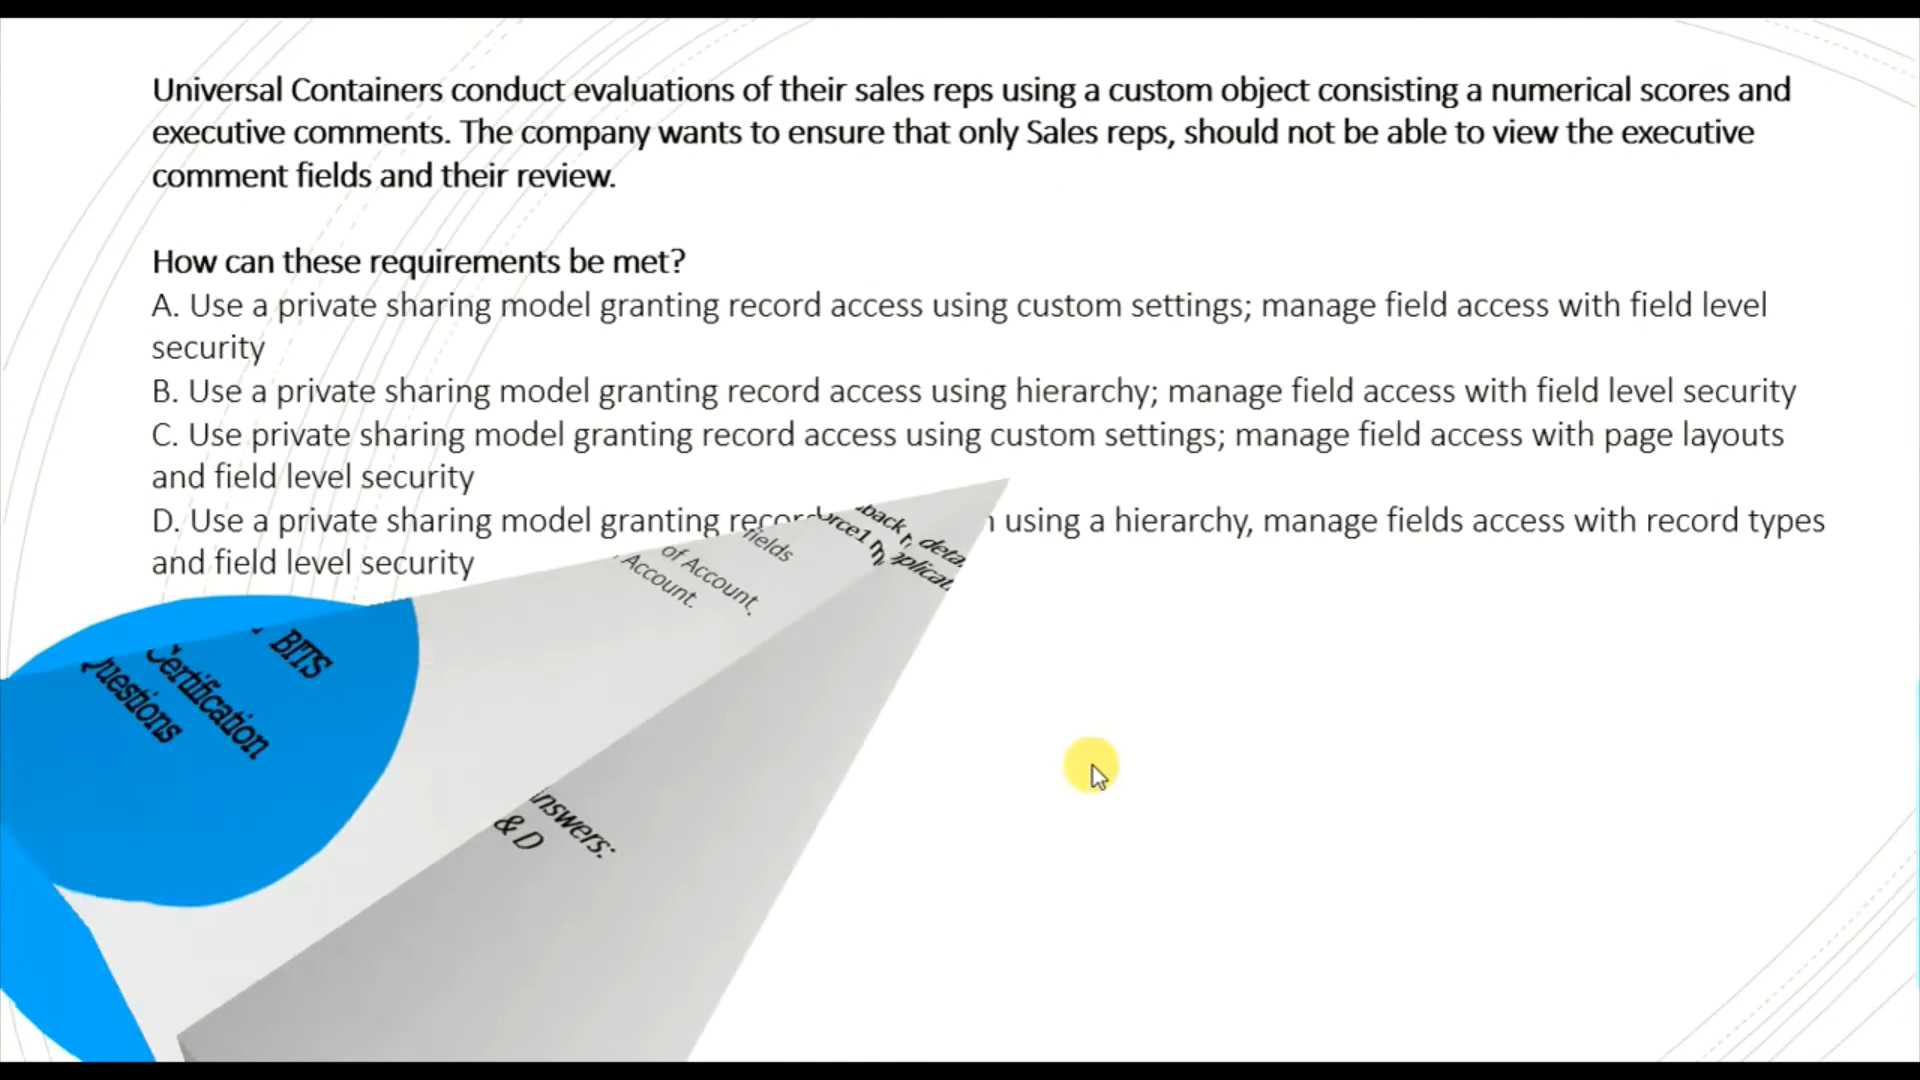 Universal Containers conduct evaluations of their sales reps using a custom object consisting a numerical scores and
executive comments. The company wants to ensure that only Sales reps, should not be able to view the executive
comment fields and their review.
How can these requirements be met?
A. Use a private sharing model granting record access using custom settings; manage field access with field level
security
B. Use a private sharing model granting record access using hierarchy; manage field access with field level security
C. Use private sharing model granting record access using custom settings; manage field access with page layouts
and field level security
D. Use a private sharing model granting using a hierarchy, manage fields access with record types
and field level security
fields
of Account
Account.
BITS
Certification
Questions
& D